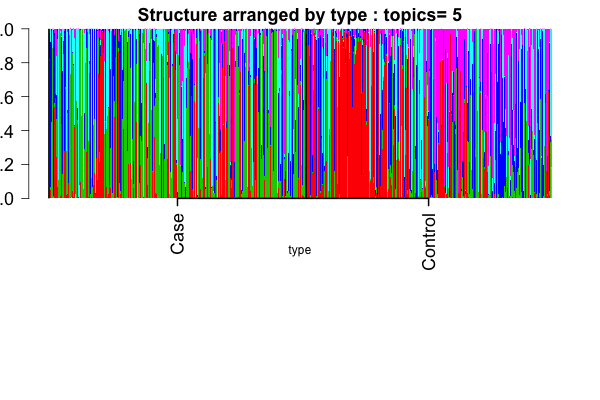 Structure arranged by type : topics= 5
.0
.8
.6
.4
.2
.0
Case
Control
type